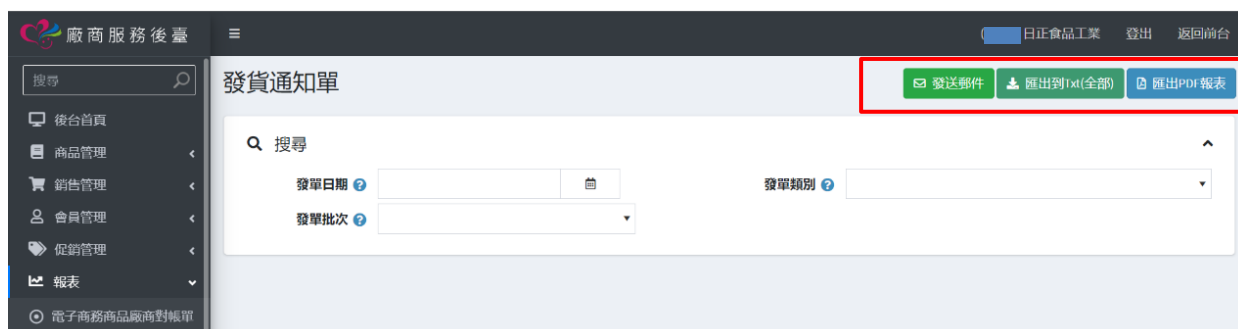 廠商服務後臺
日正食品工業 登出 返回前台
搜尋
發貨通知單
發送郵件 匯出到Txt(全部) 匯出PDF報表
後台首頁
商品管理
銷售管理
會員管理
促銷管理
報表
電子商務商品廠商對帳單
搜尋
發單日期
發單類別
發單批次